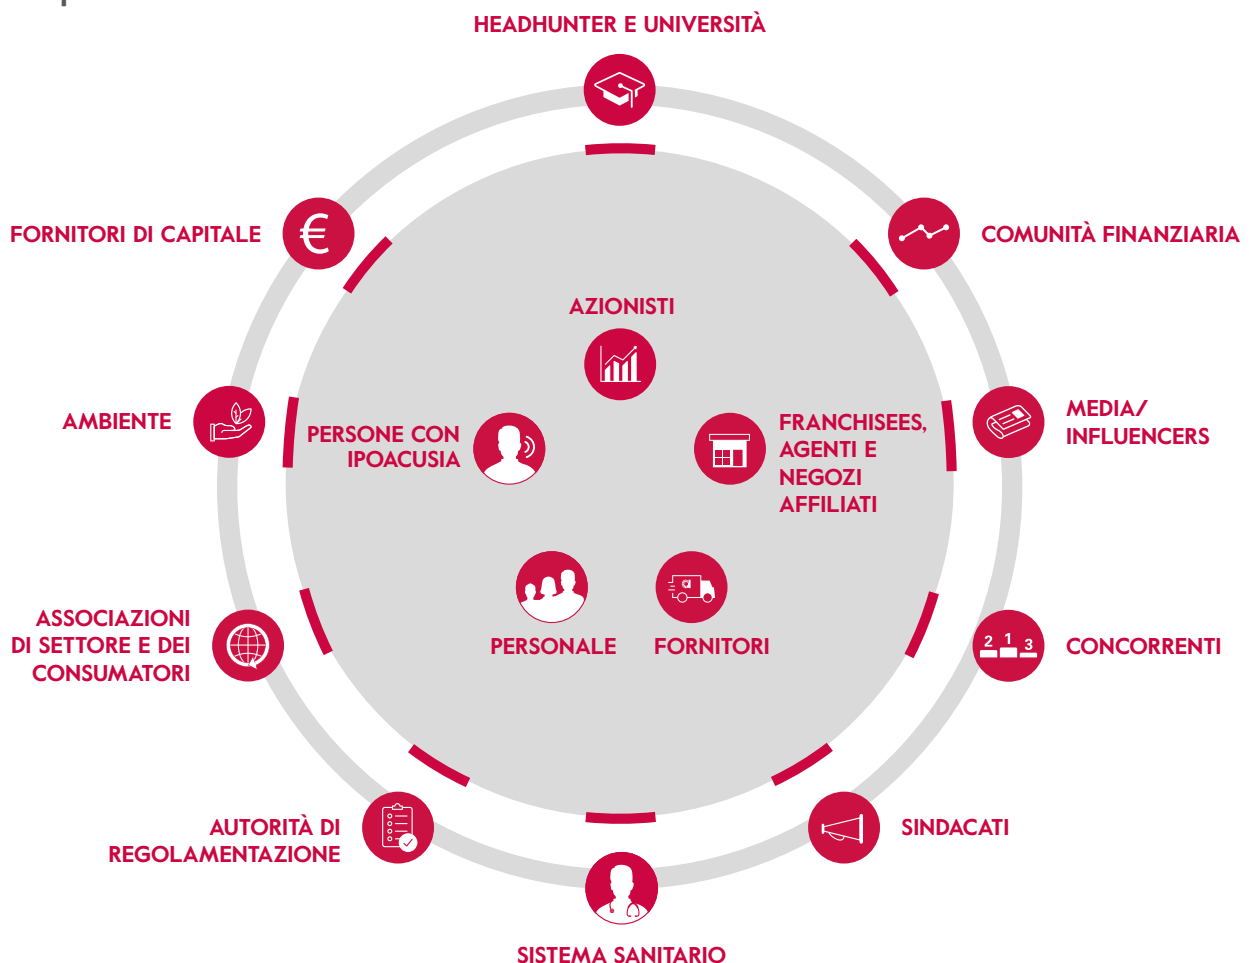 HEADHUNTER E UNIVERSITÀ
FORNITORI DI CAPITALE
€
COMUNITÀ FINANZIARIA
AZIONISTI
AMBIENTE
PERSONE CON
IPOACUSIA
FRANCHISEES,
AGENTI E
NEGOZI
AFFILIATI
MEDIA/
INFLUENCERS
ASSOCIAZIONI
DI SETTORE E DEI
CONSUMATORI
PERSONALE
a
FORNITORI
2 1 3
CONCORRENTI
AUTORITÀ DI
REGOLAMENTAZIONE
SINDACATI
SISTEMA SANITARIO